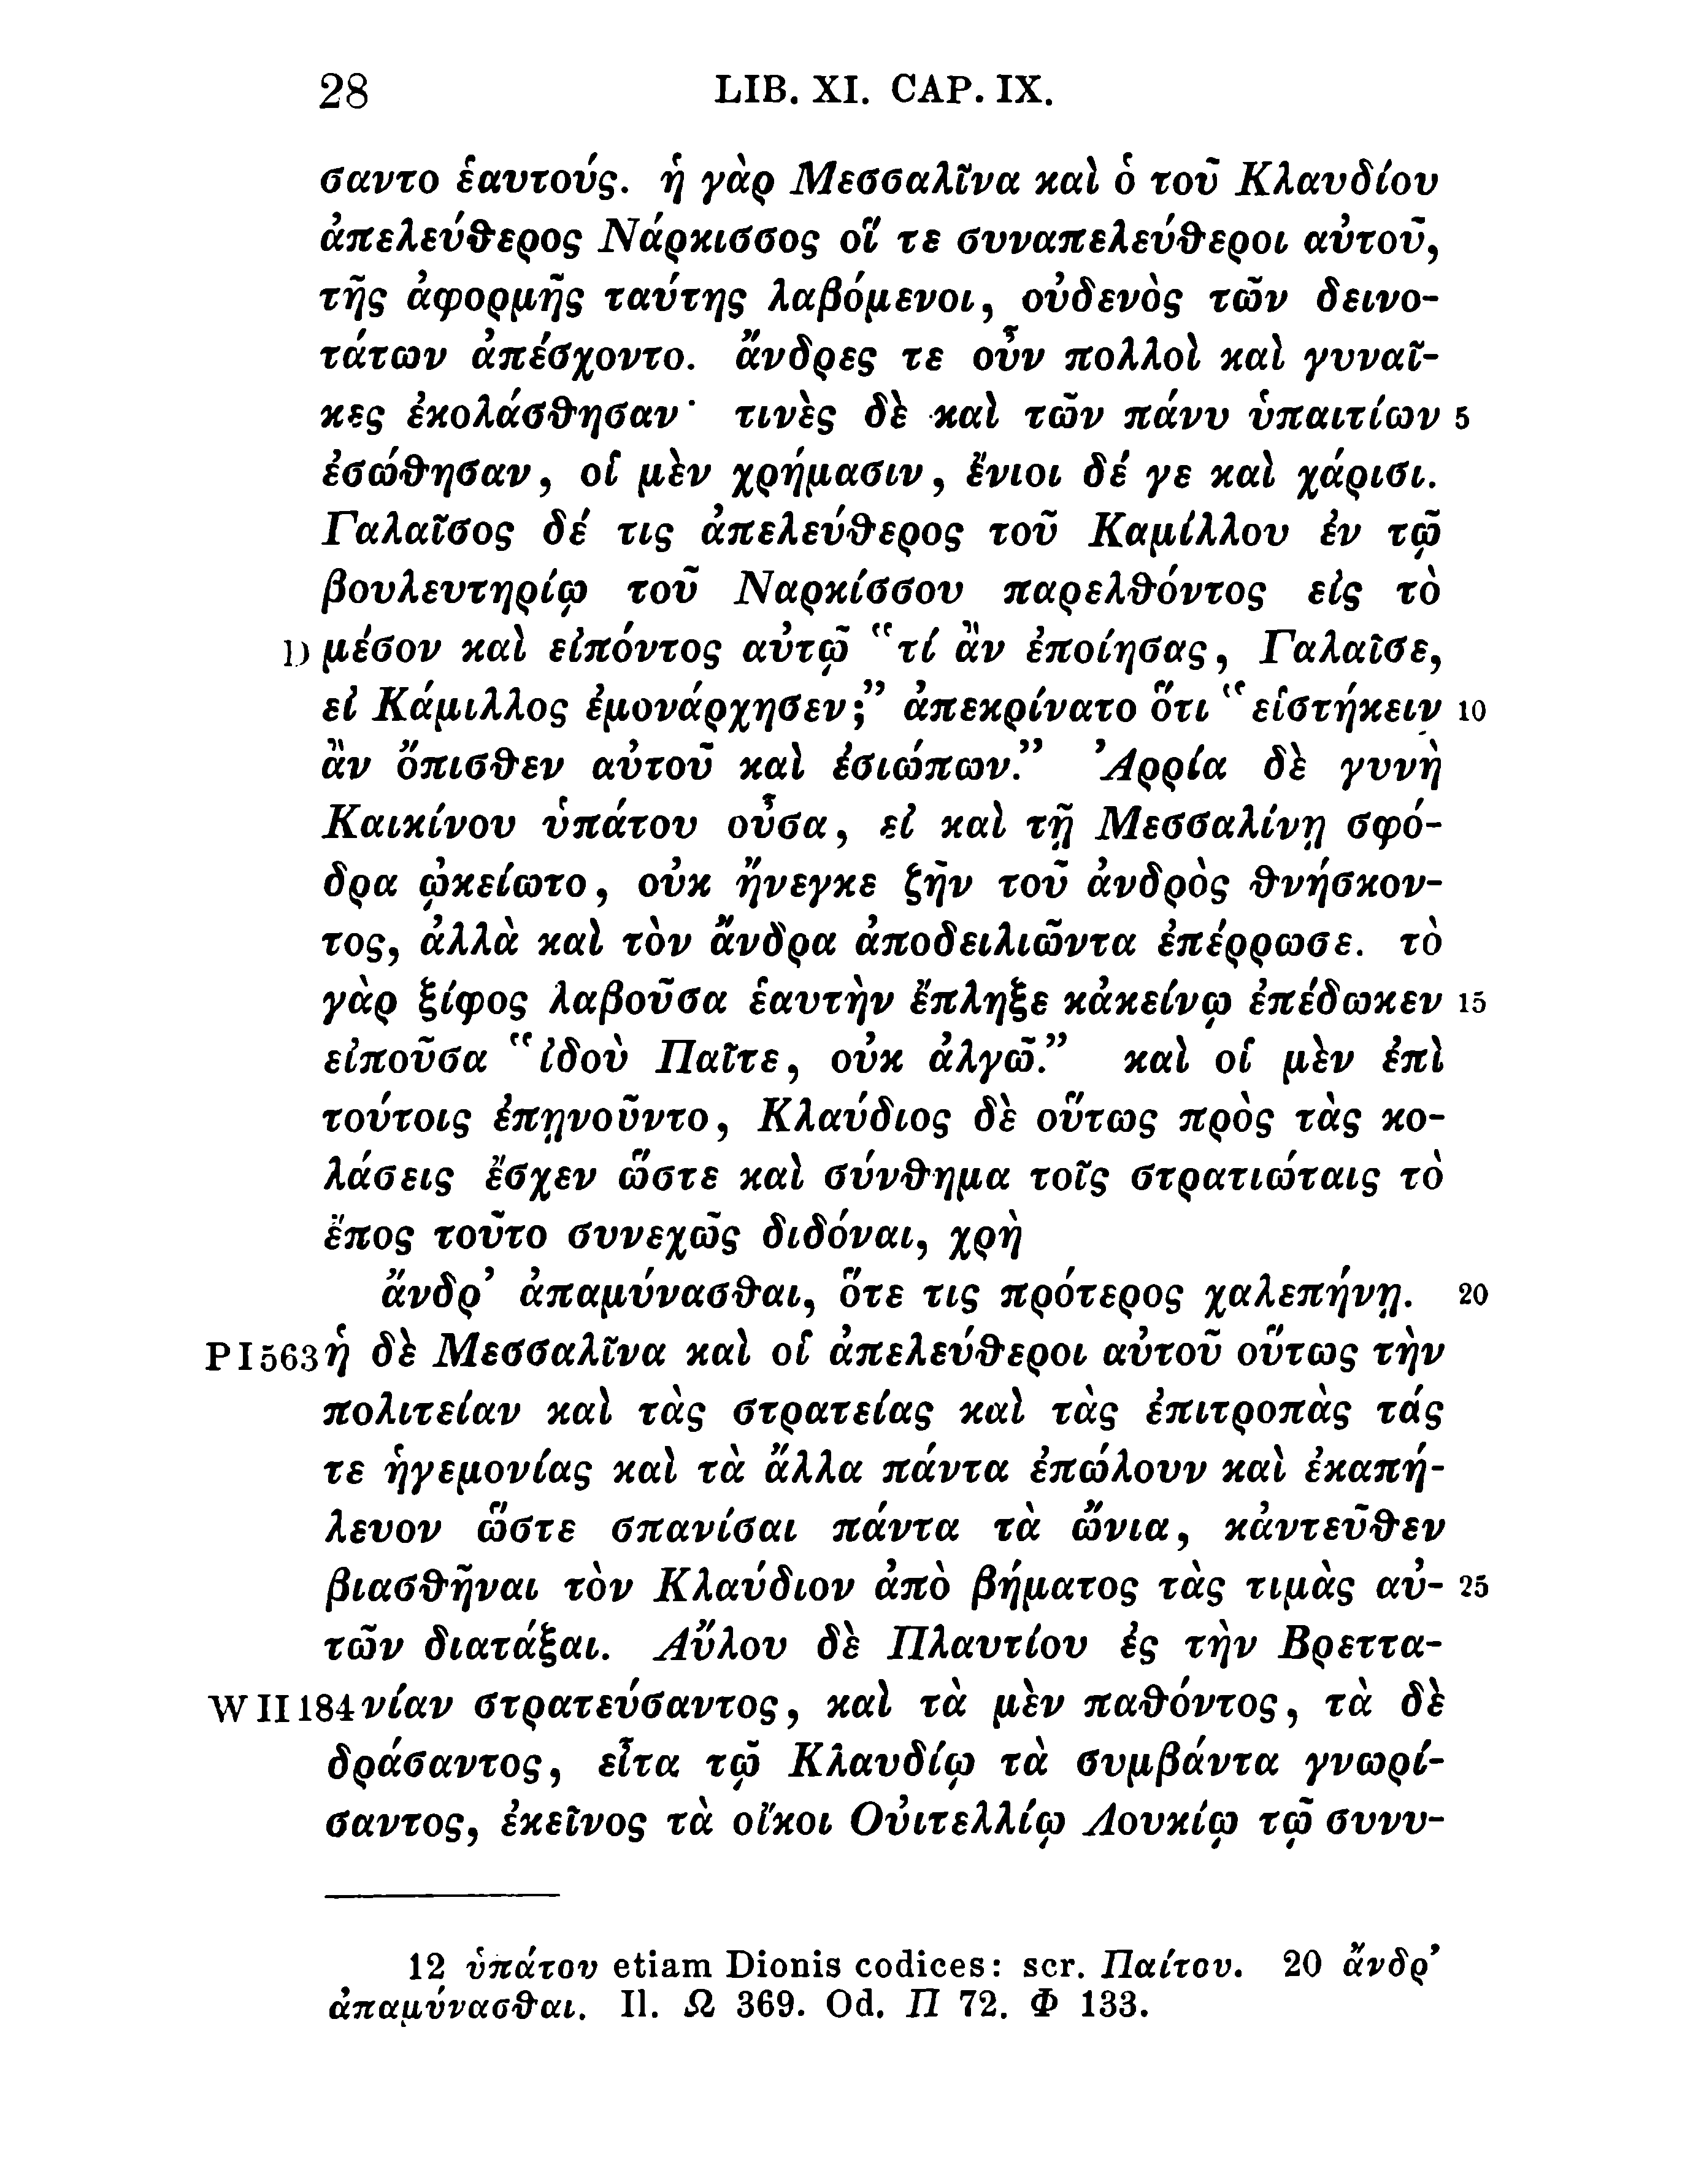 28 LIB. XI. CAP. IX.
σαντο ἑαυτούς. ἡ γὰρ Μεσσαλῖνα καὶ ὁ τοῦ Κλαυδίου
ἀπελεύθερος Νάρκισσος οἵ τε συναπελεύθεροι αὐτοῦ,
τῆς ἀφορμῆς ταύτης λαβόμενοι, οὐδενὸς τῶν δεινο-
τάτων ἀπέσχοντο. ἄνδρες τε οὖν πολλοὶ καὶ γυναῖ-
κες ἐκολάσθησαν· τινὲς δὲ καὶ τῶν πάνυ ὑπαιτίων 5
ἐσώθησαν, οἱ μὲν χρήμασιν, ἔνιοι δέ γε καὶ χάρισι.
Γαλαῖσος δέ τις ἀπελεύθερος τοῦ Καμίλλου ἐν τῷ
βουλευτηρίῳ τοῦ Ναρκίσσου παρελθόντος εἰς τὸ
D μέσον καὶ εἰπόντος αὐτῷ “τί ἂν ἐποίησας, Γαλαῖσε,
εἰ Κάμιλλος ἐμονάρχησεν;” ἀπεκρίνατο ὅτι “εἱστήκειν 10
ἂν ὄπισθεν αὐτοῦ καὶ ἐσιώπων.” Ἀρρία δὲ γυνὴ
Καικίνου ὑπάτου οὖσα, εἰ καὶ τῇ Μεσσαλίνῃ σφό-
δρα ᾠκείωτο, οὐκ ἤνεγκε ζῆν τοῦ ἀνδρὸς θνήσκον-
τος, ἀλλὰ καὶ τὸν ἄνδρα ἀποδειλιῶντα ἐπέρρωσε. τὸ
γὰρ ξίφος λαβοῦσα ἑαυτὴν ἔπληξε κἀκείνῳ ἐπέδωκεν 15
εἰποῦσα “ἰδοὺ Παῖτε, οὐκ ἀλγῶ.” καὶ οἱ μὲν ἐπὶ
τούτοις ἐπῃνοῦντο, Κλαύδιος δὲ οὕτως πρὸς τὰς κο-
λάσεις ἔσχεν ὥστε καὶ σύνθημα τοῖς στρατιώταις τὸ
ἔπος τοῦτο συνεχῶς διδόναι, χρὴ
ἄνδρ’ ἀπαμύνασθαι, ὅτε τις πρότερος χαλεπήνῃ. 20
P I 563 ἡ δὲ Μεσσαλῖνα καὶ οἱ ἀπελεύθεροι αὐτοῦ οὕτως τὴν
πολιτείαν καὶ τὰς στρατείας καὶ τὰς ἐπιτροπὰς τάς
τε ἡγεμονίας καὶ τὰ ἄλλα πάντα ἐπώλουν καὶ ἐκαπή-
λευον ὥστε σπανίσαι πάντα τὰ ὤνια, κἀντεῦθεν
βιασθῆναι τὸν Κλαύδιον ἀπὸ βήματος τὰς τιμὰς αὐ- 25
τῶν διατάξαι. Αὔλου δὲ Πλαυτίου ἐς τὴν Βρεττα-
W II 184 νίαν στρατεύσαντος, καὶ τὰ μὲν παθόντος, τὰ δὲ
δράσαντος, εἶτα τῷ Κλαυδίῳ τὰ συμβάντα γνωρί-
σαντος, ἐκεῖνος τὰ οἴκοι Οὐιτελλίῳ Λουκίῳ τῷ συνυ-
12 ὑπάτου etiam Dionis codices: scr. Παίτου. 20 ἄνδρ’
ἀπαμύνασθαι. Il. Ω 369. Od. Π 72. Φ 133.